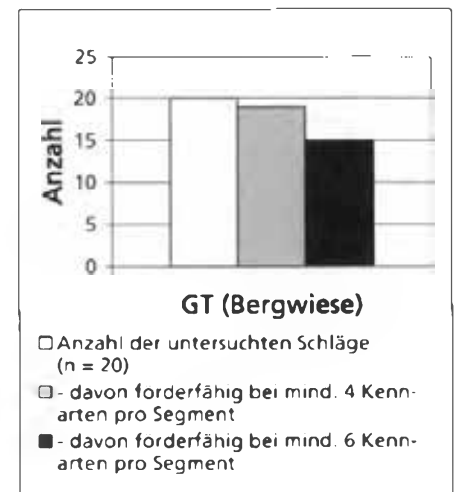 25
20
15
10
5
0
Anzahl
GT (Bergwiese)
Anzahl der untersuchten Schläge
(n = 20)
- davon forderfähig bei mind. 4 Kenn-
arten pro Segment
- davon forderfähig bei mind. 6 Kenn-
arten pro Segment